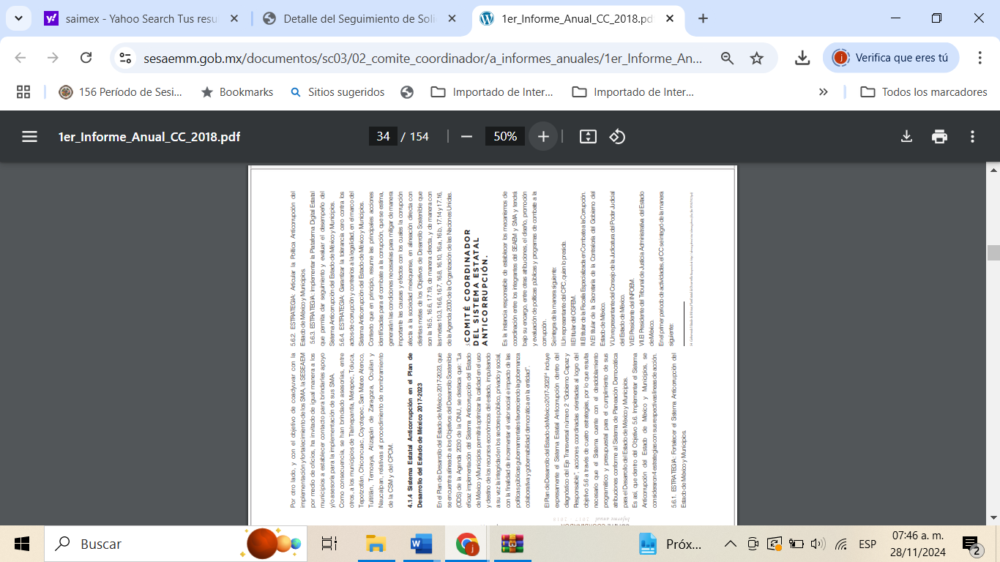 saimex - Yahoo Search Tus resu
Detalle del Seguimiento de Soli
1er_Informe_Anual_CC_2018.pd
sesaemm.gob.mx/documentos/sc03/02_comite_coordinador/a_informes_anuales/1er_Informe_An...
Verifica que eres tú
156 Período de Sesi...
Bookmarks
Sitios sugeridos
Importado de Inter...
Importado de Inter...
Todos los marcadores
1er_Informe_Anual_CC_2018.pdf
34 / 154
50%
Por otro lado, y con el objetivo de coadyuvar con la
implementación y fortalecimiento de los SMA, la SESEAEM
por medio de oficios, ha invitado de igual manera a los
municipios a establecer contacto para brindarles apoyo
y/o asesoría para la implementación de sus SMA.
Como consecuencia, se han brindado asesorías, entre
otros, a los municipios de Tlalnepantla, Metepec, Toluca,
Tepotzotlán, Chiconcuac, Coyotepec, San Mateo Atenco,
Tultitlán, Temoaya, Atizapán de Zaragoza, Ocuilan y
Naucalpan, relativas al procedimiento de nombramiento
de la CSM y del CPCM.
4.1.4 Sistema Estatal Anticorrupción en el Plan de
Desarrollo del Estado de México 2017-2023
En el Plan de Desarrollo del Estado de México 2017-2023, que
se encuentra alineado a los Objetivos del Desarrollo Sostenible
(ODS) de la Agenda 2030 de la ONU, se destaca que: "La
eficaz implementación del Sistema Anticorrupción del Estado
de México y Municipios permitirá optimizar la calidad en el uso
y destino de los recursos económicos del estado, impulsando
a su vez la integridad en los sectores público, privado y social,
con la finalidad de incrementar el valor social e impacto de las
políticas públicas gubernamentales favoreciendo la gobernanza
colaborativa y gobernabilidad democrática en la entidad".
El Plan de Desarrollo del Estado de México 2017-2023 incluye
expresamente el Sistema Estatal Anticorrupción dentro del
diagnóstico del Eje Transversal número 2 "Gobierno Capaz y
Responsable", acciones coordinadas orientadas al logro del
objetivo 5.6 a través de cuatro estrategias, por lo que resulta
necesario que el Sistema cuente con el desdoblamiento
programático y presupuestal para el cumplimiento de sus
atribuciones conforme al Sistema de Planeación Democrática
para el Desarrollo del Estado de México y Municipios.
Es así, que dentro del Objetivo 5.6. Implementar el Sistema
Anticorrupción del Estado de México y Municipios, se
consideraron 4 estrategias con sus respectivas líneas de acción.
5.6.1. ESTRATEGIA: Fortalecer el Sistema Anticorrupción del
Estado de México y Municipios.
5.6.2. ESTRATEGIA: Articular la Política Anticorrupción del
Estado de México y Municipios.
5.6.3. ESTRATEGIA: Implementar la Plataforma Digital Estatal
que permita dar seguimiento y evaluar el desempeño del
Sistema Anticorrupción del Estado de México y Municipios.
5.6.4. ESTRATEGIA: Garantizar la tolerancia cero contra los
actos de corrupción y contrarios a la legalidad, en el marco del
Sistema Anticorrupción del Estado de México y Municipios.
Contexto que en principio, resume las principales acciones
identificadas para el combate a la corrupción, que se estima,
generarán las condiciones necesarias para mitigar de manera
importante las causas y efectos con los cuales la corrupción
afecta a la sociedad mexiquense, en alineación directa con
distintas metas de los Objetivos de Desarrollo Sostenible que
son la 16.5, 16.6, 17.19, de manera directa, y de manera con
las metas 10.3, 16.6, 16.7, 16.8, 16.10, 16.a, 16.b, 17.14 y 17.16,
de la Agenda 2030 de la Organización de las Naciones Unidas.
COMITÉ COORDINADOR
DEL SISTEMA ESTATAL
ANTICORRUPCIÓN.
Es la instancia responsable de establecer los mecanismos de
coordinación entre los integrantes del SEAEM y SMA y tendrá
bajo su encargo, entre otras atribuciones, el diseño, promoción
y evaluación de políticas públicas y programas de combate a la
corrupción.
Se integra de la manera siguiente:
I.Un representante del CPC, quien lo preside.
II.El titular del OSFEM.
III.El titular de la Fiscalía Especializada en Combate a la Corrupción.
IV.El titular de la Secretaría de la Contraloría del Gobierno del
Estado de México.
V.Un representante del Consejo de la Judicatura del Poder Judicial
del Estado de México.
VI.El Presidente del INFOEM.
VII.El Presidente del Tribunal de Justicia Administrativa del Estado
de México.
En el primer periodo de actividades, el CC se integró de la manera
siguiente:
Informe anual 2017 - 2018
Buscar
Próx...
ESP
07:46 a. m.
28/11/2024
2